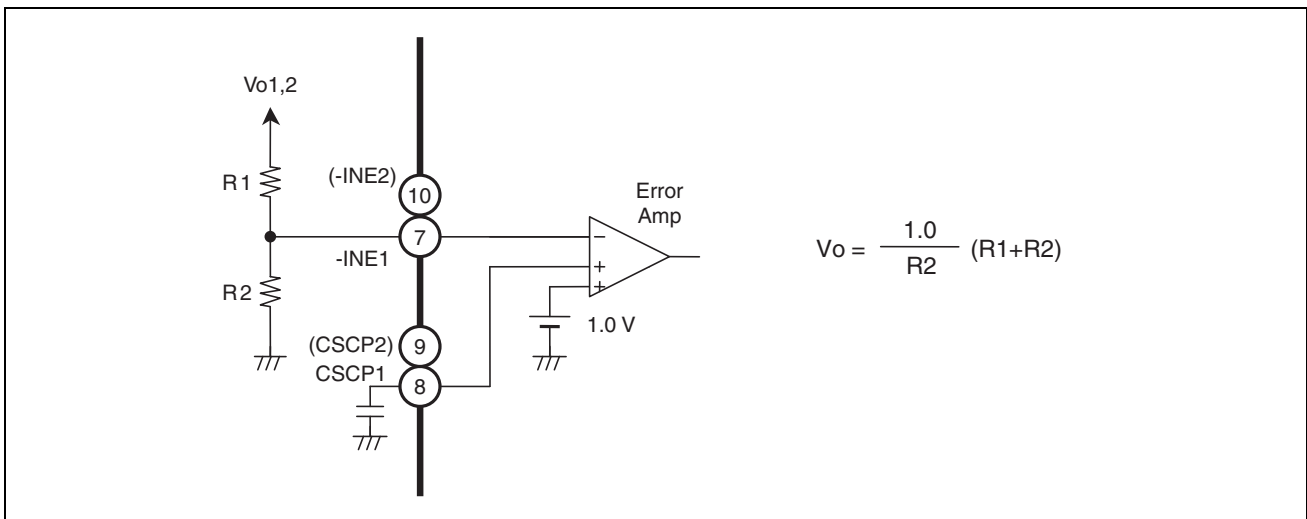 Vo1,2
R1
(-INE2)
10
7
-INE1
R2
(CSCP2)
9
CSCP1
8
Error
Amp
−
+
+
1.0 V
Vo = 1.0 / R2 (R1+R2)